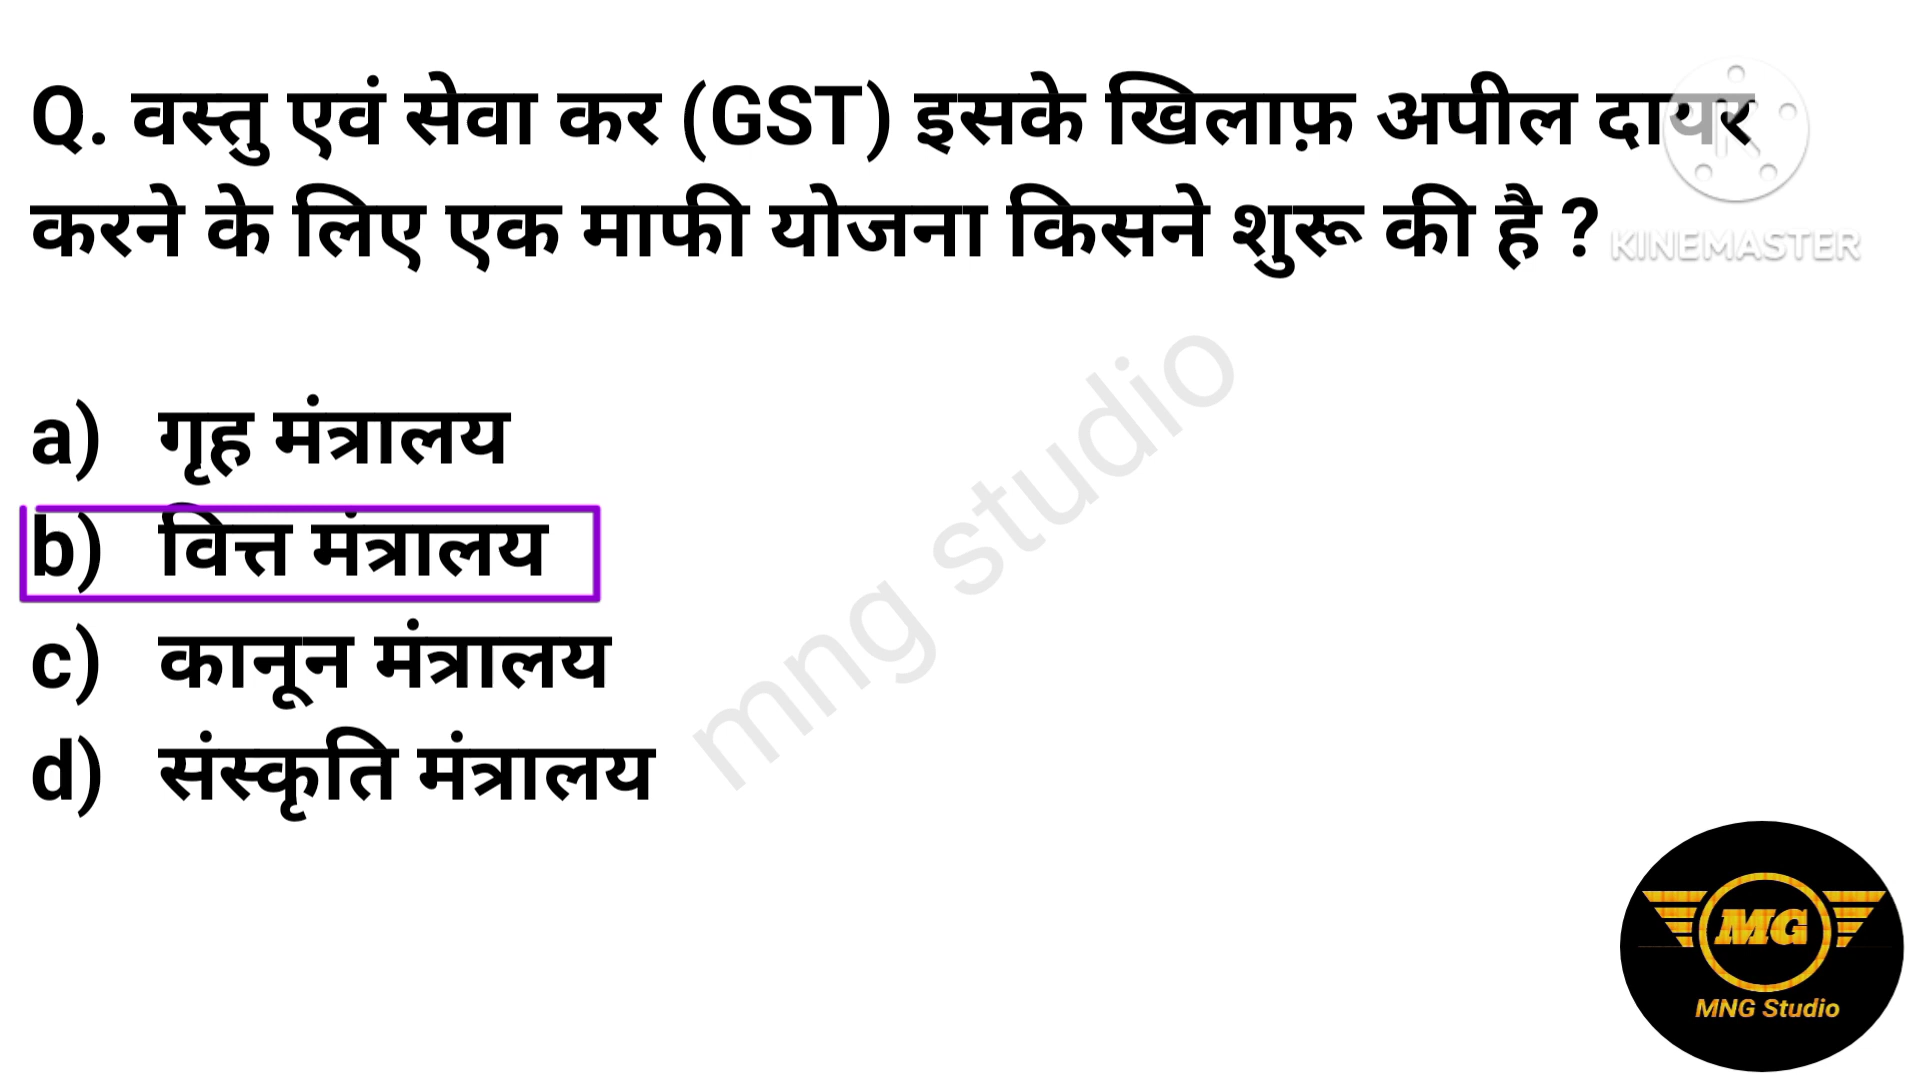 Q. वस्तु एवं सेवा कर (GST) इसके खिलाफ़ अपील दायर
करने के लिए एक माफी योजना किसने शुरू की है ?
KINEMASTER
a) गृह मंत्रालय
b) वित्त मंत्रालय
c) कानून मंत्रालय
d) संस्कृति मंत्रालय
mng studio
MG
MNG Studio